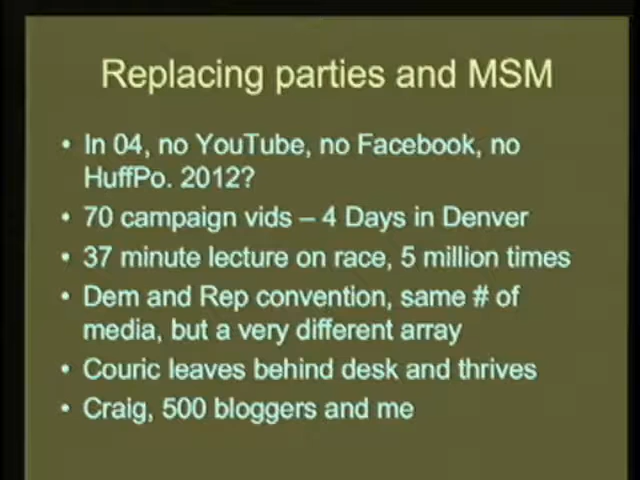 Replacing parties and MSM
• In 04, no YouTube, no Facebook, no
HuffPo. 2012?
• 70 campaign vids – 4 Days in Denver
• 37 minute lecture on race, 5 million times
• Dem and Rep convention, same # of
media, but a very different array
• Couric leaves behind desk and thrives
• Craig, 500 bloggers and me